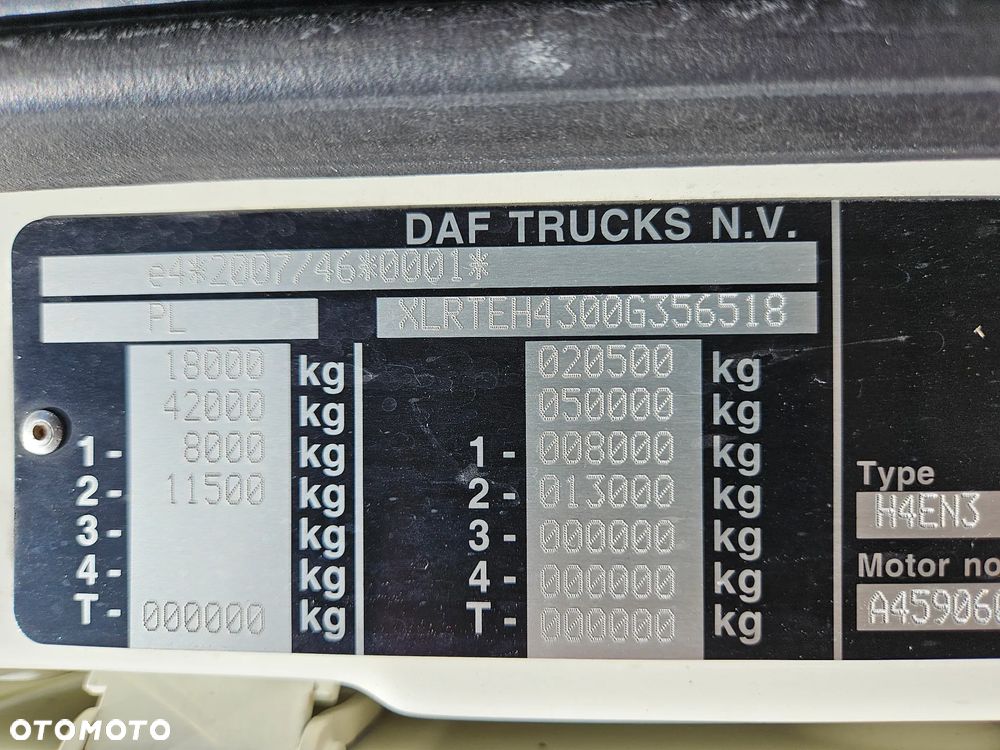 DAF TRUCKS N.V.
e4*2007/46*0001*
PL XLRTEH4300G356518
18000 kg 020500 kg
42000 kg 050000 kg
1- 8000 kg 1- 008000 kg
2- 11500 kg 2- 013000 kg
3- kg 3- 000000 kg
4- kg 4- 000000 kg
T- 000000 kg T- 000000 kg
Type
H4EN3
Motor no
A459060
OTOMOTO